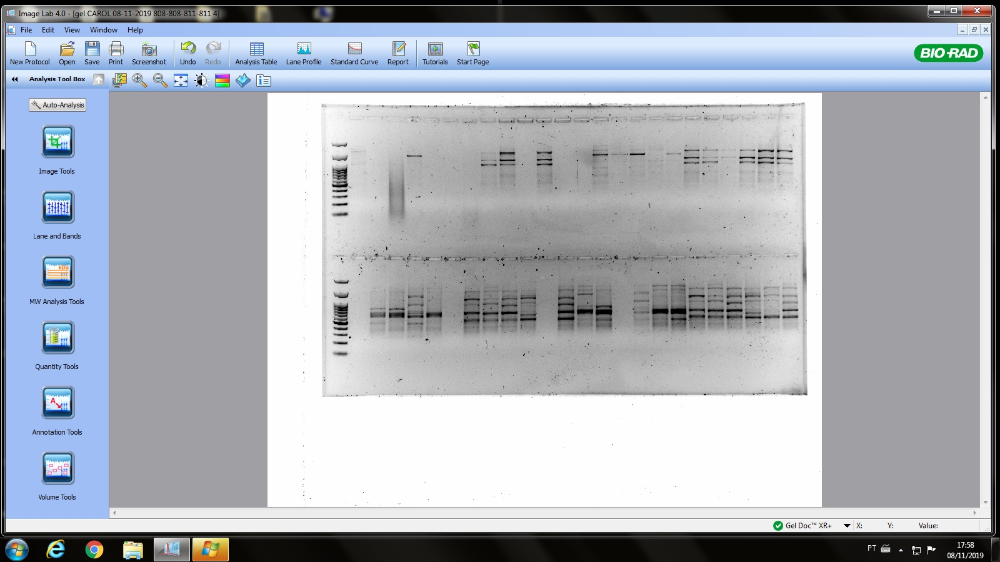 Image Lab 4.0 - [gel CAROL 08-11-2019 808-808-811-811 4]
File Edit View Window Help
New Protocol Open Save Print Screenshot Undo Redo Analysis Table Lane Profile Standard Curve Report Tutorials Start Page
BIO-RAD
Analysis Tool Box
Auto-Analysis
Image Tools
Lane and Bands
KDa
MW Analysis Tools
Quantity Tools
A
Annotation Tools
Volume Tools
Gel Doc™ XR+ X: Y: Value:
PT
17:58
08/11/2019